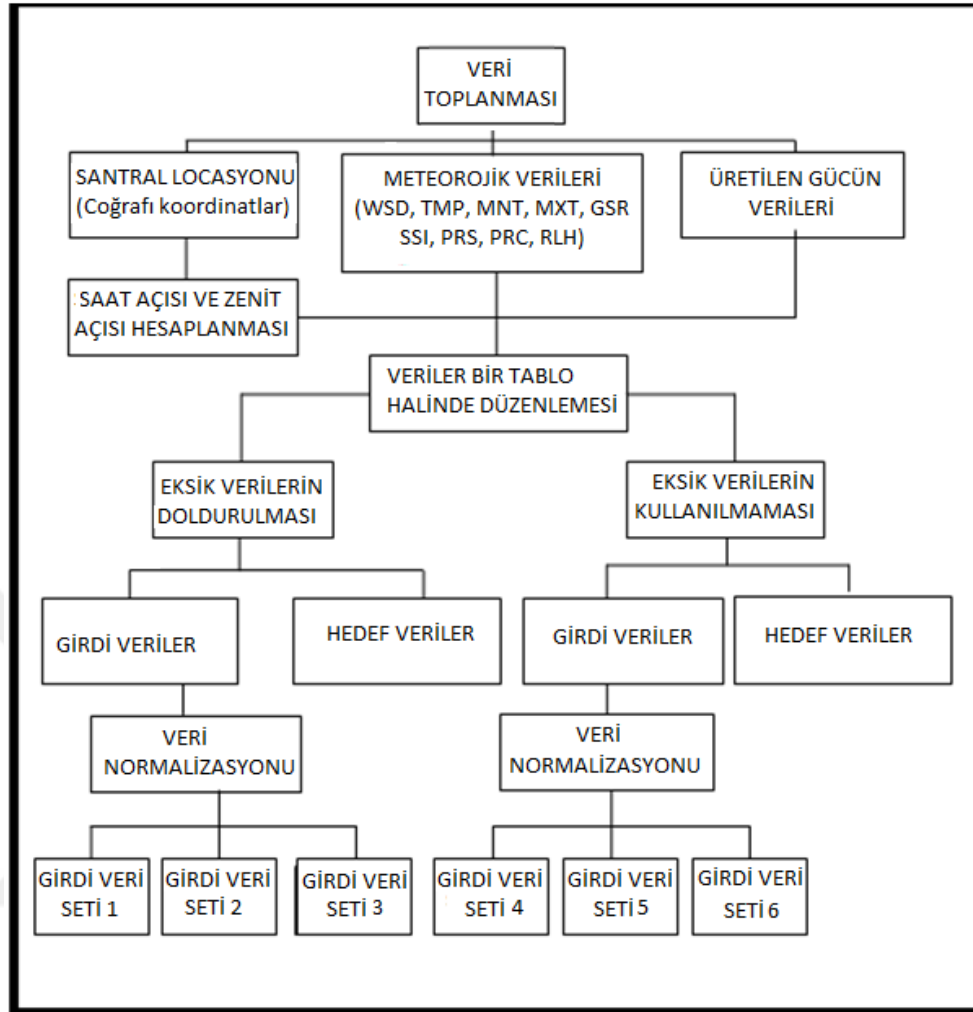 VERİ
TOPLANMASI
SANTRAL LOCASYONU
(Coğrafı koordinatlar)
METEOROJİK VERİLERİ
(WSD, TMP, MNT, MXT, GSR
SSI, PRS, PRC, RLH)
ÜRETİLEN GÜCÜN
VERİLERİ
SAAT AÇISI VE ZENİT
AÇISI HESAPLANMASI
VERİLER BİR TABLO
HALİNDE DÜZENLEMESİ
EKSİK VERİLERİN
DOLDURULMASI
EKSİK VERİLERİN
KULLANILMAMASI
GİRDİ VERİLER
HEDEF VERİLER
GİRDİ VERİLER
HEDEF VERİLER
VERİ
NORMALİZASYONU
VERİ
NORMALİZASYONU
GİRDİ VERİ
SETİ 1
GİRDİ VERİ
SETİ 2
GİRDİ VERİ
SETİ 3
GİRDİ VERİ
SETİ 4
GİRDİ VERİ
SETİ 5
GİRDİ VERİ
SETİ 6